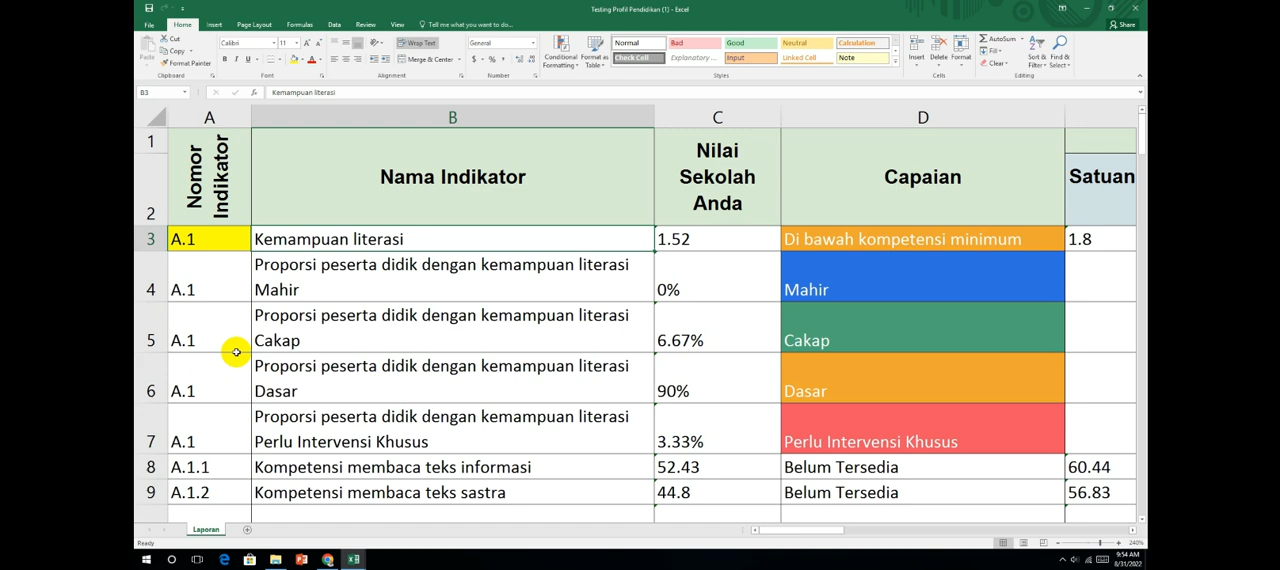 Testing Profil Pendidikan (1) - Excel
File Home Insert Page Layout Formulas Data Review View Tell me what you want to do... Share
Cut
Copy
Format Painter
Paste
Clipboard
Calibri 11
B I U
Font
Wrap Text
Merge & Center
Alignment
General
$ %
Number
Conditional Formatting
Format as Table
Normal Bad Good Neutral Calculation
Check Cell Explanatory ... Input Linked Cell Note
Styles
Insert Delete Format
Cells
AutoSum
Fill
Clear
Sort & Filter
Find & Select
Editing
B3 fx Kemampuan literasi
A B C D
1
2
Nomor Indikator
Nama Indikator
Nilai Sekolah Anda
Capaian
Satuan
3 A.1 Kemampuan literasi 1.52 Di bawah kompetensi minimum 1.8
4 A.1 Proporsi peserta didik dengan kemampuan literasi Mahir 0% Mahir
5 A.1 Proporsi peserta didik dengan kemampuan literasi Cakap 6.67% Cakap
6 A.1 Proporsi peserta didik dengan kemampuan literasi Dasar 90% Dasar
7 A.1 Proporsi peserta didik dengan kemampuan literasi Perlu Intervensi Khusus 3.33% Perlu Intervensi Khusus
8 A.1.1 Kompetensi membaca teks informasi 52.43 Belum Tersedia 60.44
9 A.1.2 Kompetensi membaca teks sastra 44.8 Belum Tersedia 56.83
Laporan
Ready
240%
9:54 AM
8/31/2022